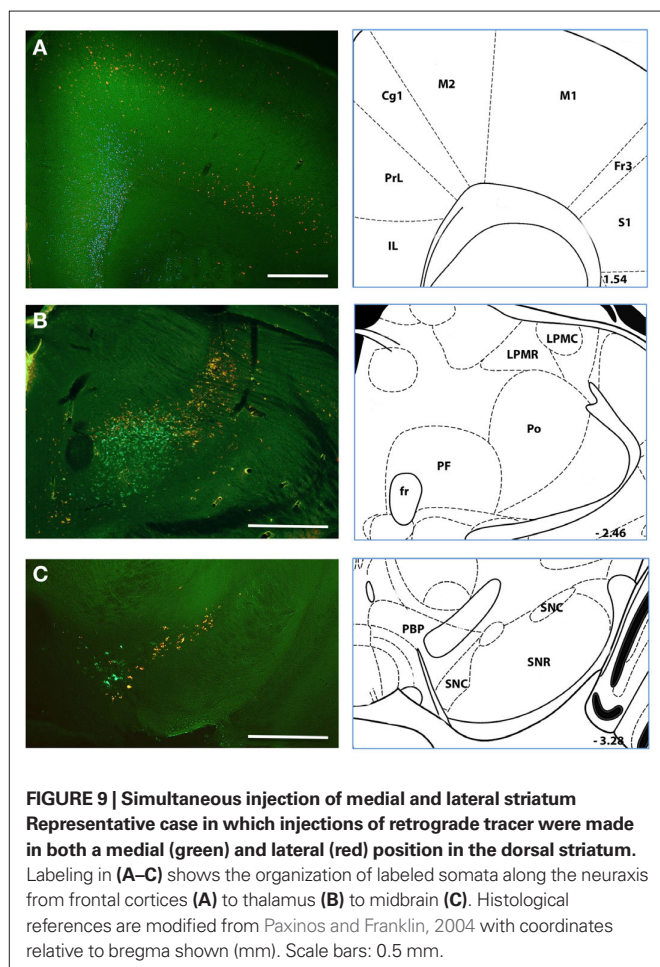 A
Cg1
M2
M1
PrL
Fr3
IL
S1
1.54
B
LPMC
LPMR
Po
PF
fr
- 2.46
C
SNC
PBP
SNR
SNC
- 3.28
FIGURE 9 | Simultaneous injection of medial and lateral striatum
Representative case in which injections of retrograde tracer were made
in both a medial (green) and lateral (red) position in the dorsal striatum.
Labeling in (A–C) shows the organization of labeled somata along the neuraxis
from frontal cortices (A) to thalamus (B) to midbrain (C). Histological
references are modified from Paxinos and Franklin, 2004 with coordinates
relative to bregma shown (mm). Scale bars: 0.5 mm.